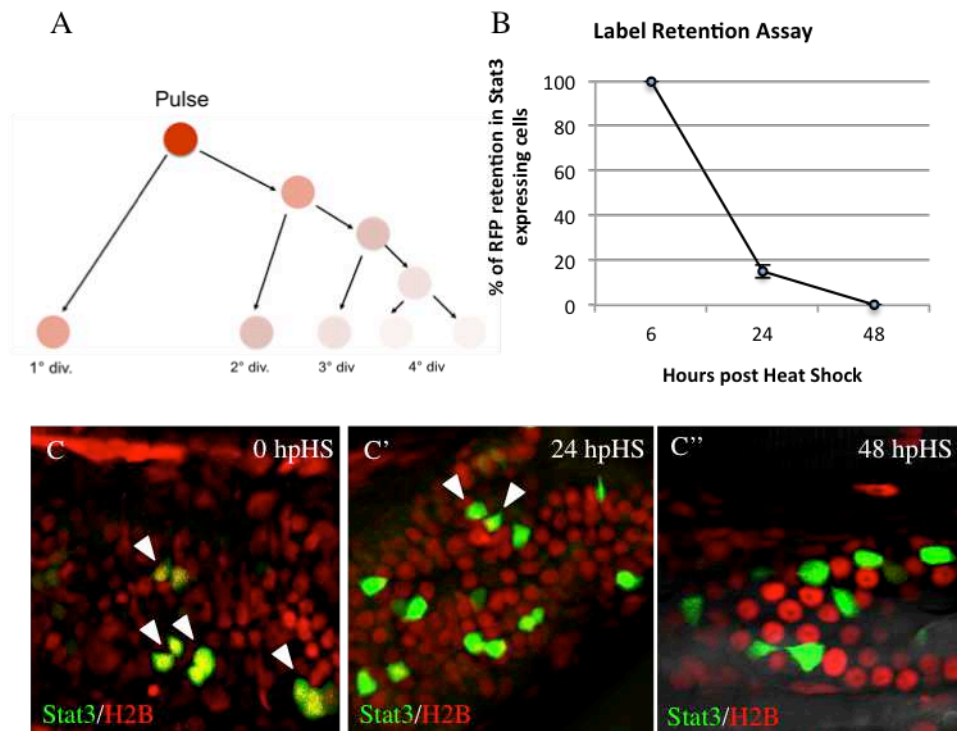 A
Pulse
1° div.
2° div.
3° div
4° div
B
Label Retention Assay
% of RFP retention in Stat3
expressing cells
100
80
60
40
20
0
6
24
48
Hours post Heat Shock
C
0 hpHS
Stat3/H2B
C'
24 hpHS
Stat3/H2B
C''
48 hpHS
Stat3/H2B